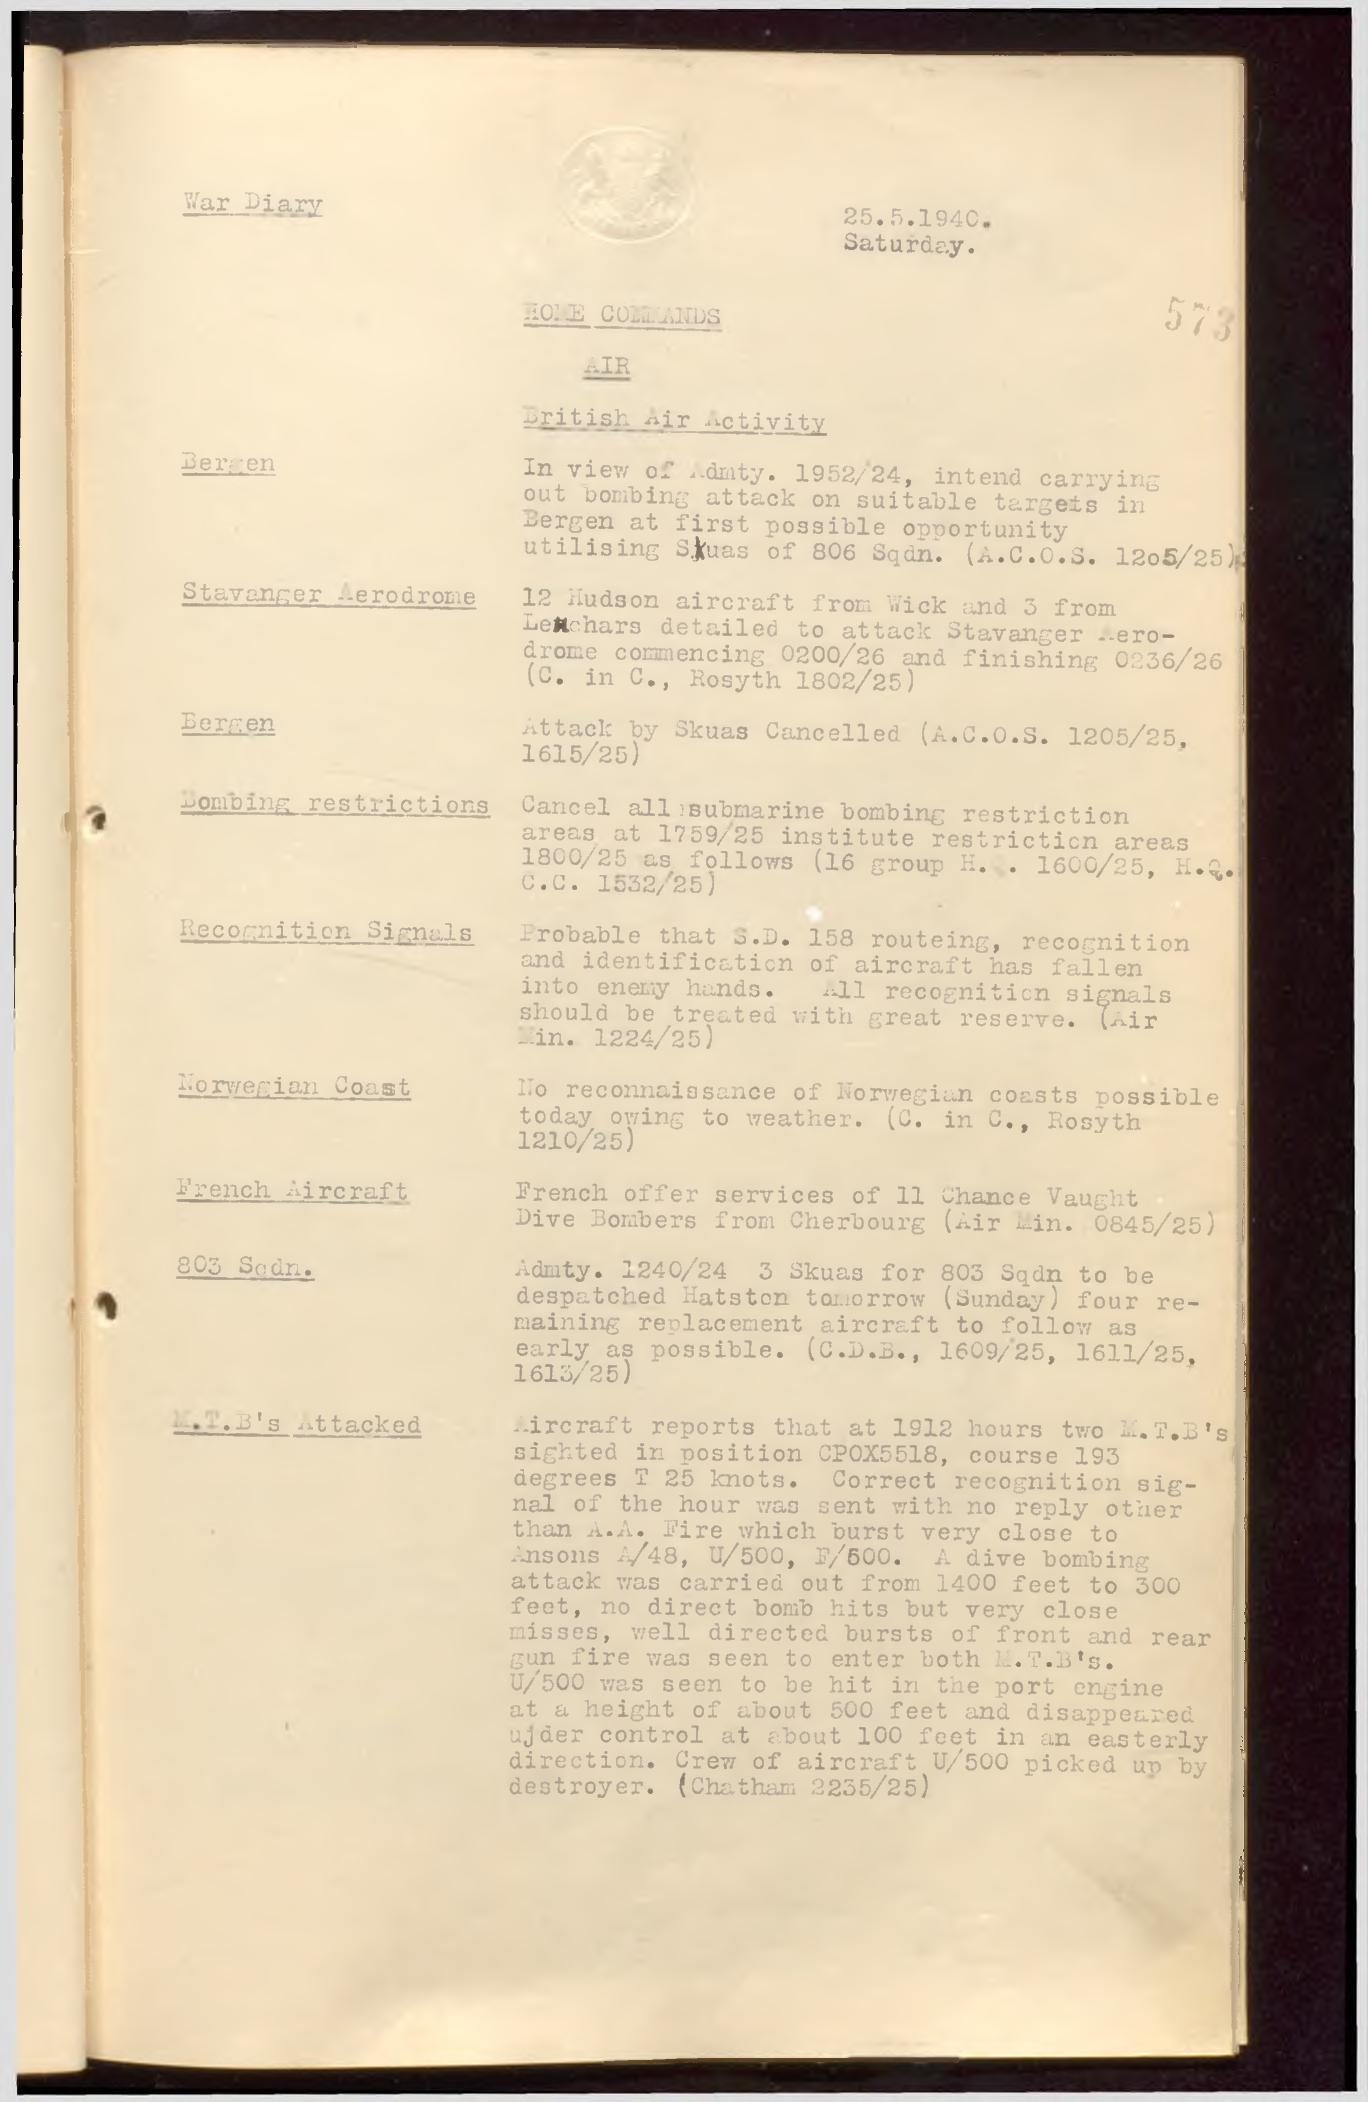 War Diary
25.5.1940.
Saturday.
573
HOME COMMANDS
AIR
British Air Activity
Bergen
In view of Admty. 1952/24, intend carrying
out bombing attack on suitable targets in
Bergen at first possible opportunity
utilising Skuas of 806 Sqdn. (A.C.O.S. 12o5/25)
Stavanger Aerodrome
12 Hudson aircraft from Wick and 3 from
Leuchars detailed to attack Stavanger Aero-
drome commencing 0200/26 and finishing 0236/26
(C. in C., Rosyth 1802/25)
Bergen
Attack by Skuas Cancelled (A.C.O.S. 1205/25,
1615/25)
Bombing restrictions
Cancel all submarine bombing restriction
areas at 1759/25 institute restriction areas
1800/25 as follows (16 group H. . 1600/25, H.Q.
C.C. 1532/25)
Recognition Signals
Probable that S.D. 158 routeing, recognition
and identification of aircraft has fallen
into enemy hands. All recognition signals
should be treated with great reserve. (Air
Min. 1224/25)
Norwegian Coast
No reconnaissance of Norwegian coasts possible
today owing to weather. (C. in C., Rosyth
1210/25)
French Aircraft
French offer services of 11 Chance Vaught
Dive Bombers from Cherbourg (Air Min. 0845/25)
803 Sqdn.
Admty. 1240/24 3 Skuas for 803 Sqdn to be
despatched Hatston tomorrow (Sunday) four re-
maining replacement aircraft to follow as
early as possible. (C.D.B., 1609/25, 1611/25,
1613/25)
M.T.B's Attacked
Aircraft reports that at 1912 hours two M.T.B's
sighted in position CPOX5518, course 193
degrees T 25 knots. Correct recognition sig-
nal of the hour was sent with no reply other
than A.A. Fire which burst very close to
Ansons A/48, U/500, F/500. A dive bombing
attack was carried out from 1400 feet to 300
feet, no direct bomb hits but very close
misses, well directed bursts of front and rear
gun fire was seen to enter both M.T.B's.
U/500 was seen to be hit in the port engine
at a height of about 500 feet and disappeared
ujder control at about 100 feet in an easterly
direction. Crew of aircraft U/500 picked up by
destroyer. (Chatham 2235/25)